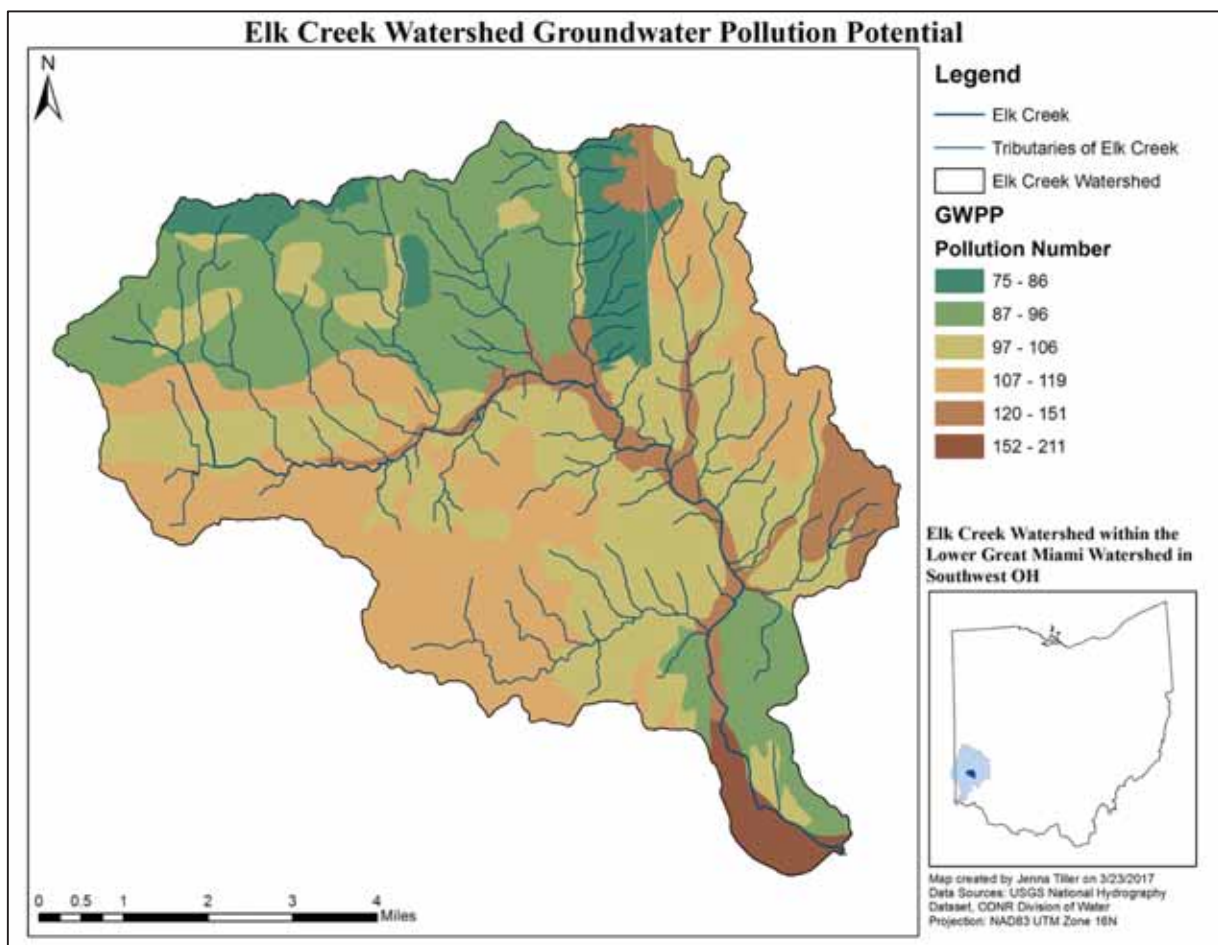 Elk Creek Watershed Groundwater Pollution Potential
N
Legend
Elk Creek
Tributaries of Elk Creek
Elk Creek Watershed
GWPP
Pollution Number
75 - 86
87 - 96
97 - 106
107 - 119
120 - 151
152 - 211
Elk Creek Watershed within the
Lower Great Miami Watershed in
Southwest OH
Map created by Jenna Tiller on 3/23/2017
Data Sources: USGS National Hydrography
Dataset, ODNR Division of Water
Projection: NAD83 UTM Zone 16N
0 0.5 1 2 3 4
Miles